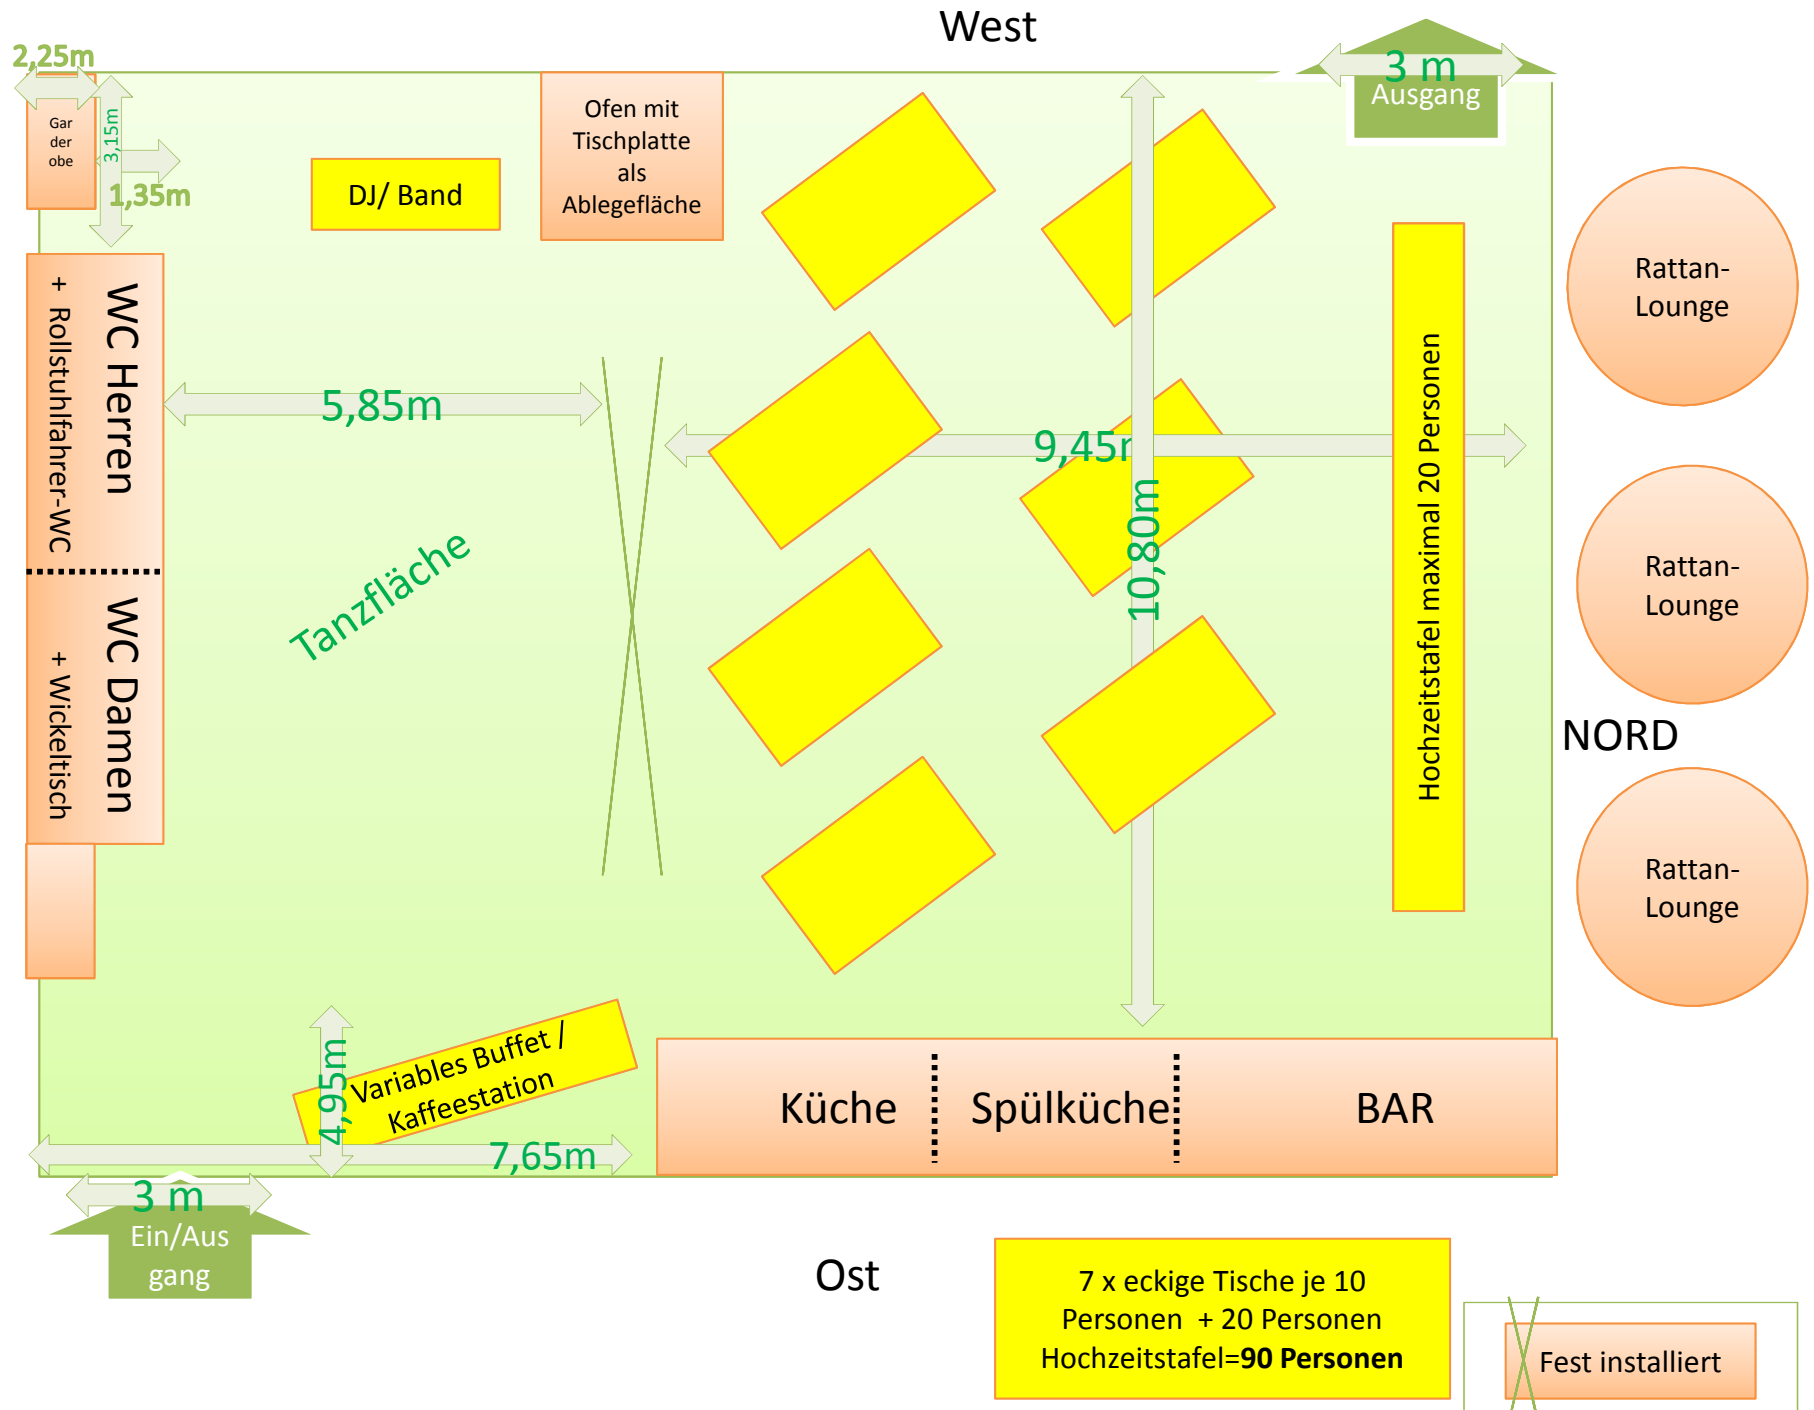 West
2,25m
3 m
Ausgang
Gar
der
obe
3,15m
1,35m
DJ/ Band
Ofen mit
Tischplatte
als
Ablegefläche
Rattan-
Lounge
WC Herren
+ Rollstuhlfahrer-WC
5,85m
9,45m
10,80m
Hochzeitstafel maximal 20 Personen
Rattan-
Lounge
Tanzfläche
WC Damen
+ Wickeltisch
NORD
Rattan-
Lounge
Variables Buffet /
Kaffeestation
4,95m
7,65m
Küche
Spülküche
BAR
3 m
Ein/Aus
gang
Ost
7 x eckige Tische je 10
Personen + 20 Personen
Hochzeitstafel=90 Personen
Fest installiert